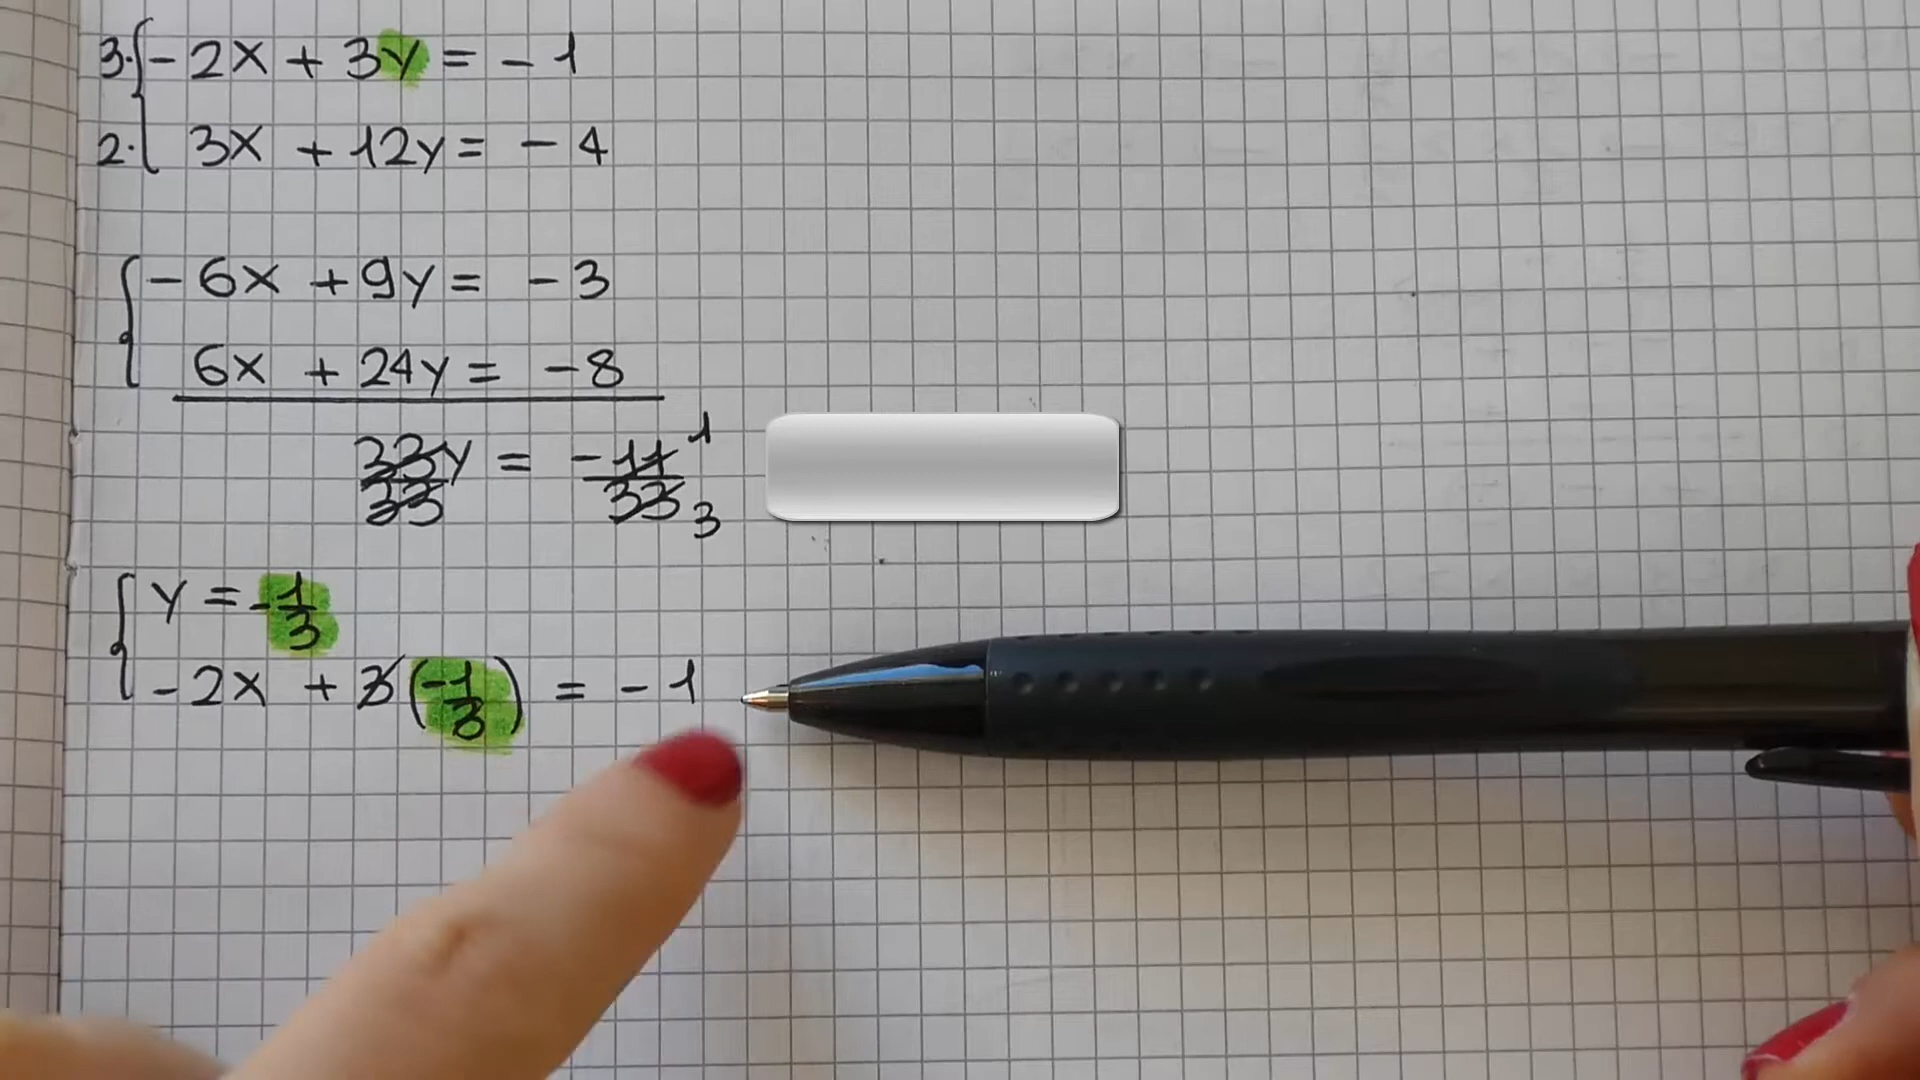 3·{-2x + 3y = -1
2·{3x + 12y = -4
{-6x + 9y = -3
6x + 24y = -8
33y/33 = -11/33 1 3
{y = -1/3
-2x + 3(-1/3) = -1